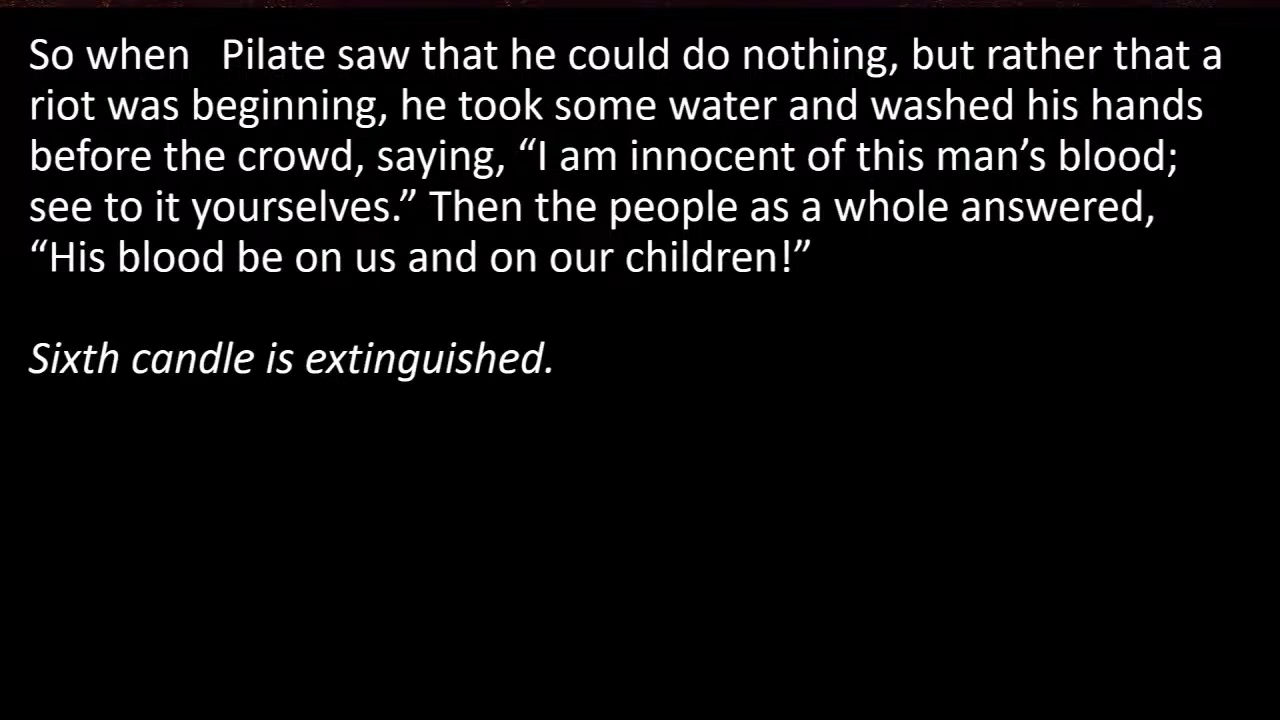 So when   Pilate saw that he could do nothing, but rather that a
riot was beginning, he took some water and washed his hands
before the crowd, saying, “I am innocent of this man’s blood;
see to it yourselves.” Then the people as a whole answered,
“His blood be on us and on our children!”
Sixth candle is extinguished.